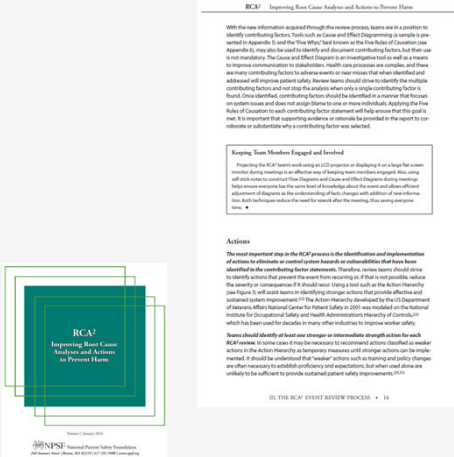 RCA² Improving Root Cause Analyses and Actions to Prevent Harm
With the new information acquired through the review process, teams are in a position to
identify contributing factors. Tools such as Cause and Effect Diagramming (a sample is pre-
sented in Appendix 5) and the "Five Whys," best known as the Five Rules of Causation (see
Appendix 6), may also be used to identify and document contributing factors, but their use
is not mandatory. The Cause and Effect Diagram is an investigative tool as well as a means
to improve communication to stakeholders. Health care processes are complex, and there
are many contributing factors to adverse events or near misses that when identified and
addressed will improve patient safety. Review teams should strive to identify the multiple
contributing factors and not stop the analysis when only a single contributing factor is
found. Once identified, contributing factors should be identified in a manner that focuses
on system issues and does not assign blame to one or more individuals. Applying the Five
Rules of Causation to each contributing factor statement will help ensure that this goal is
met. It is important that supporting evidence or rationale be provided in the report to cor-
roborate or substantiate why a contributing factor was selected.
Keeping Team Members Engaged and Involved
Projecting the RCA² team's work using an LCD projector or displaying it on a large flat screen
monitor during meetings is an effective way of keeping team members engaged. Also, using
self-stick notes to construct Flow Diagrams and Cause and Effect Diagrams during meetings
helps ensure everyone has the same level of knowledge about the event and allows efficient
adjustment of diagrams as the understanding of facts changes with addition of new informa-
tion. Both techniques reduce the need for rework after the meeting, thus saving everyone
time.
Actions
The most important step in the RCA² process is the identification and implementation
of actions to eliminate or control system hazards or vulnerabilities that have been
identified in the contributing factor statements. Therefore, review teams should strive
to identify actions that prevent the event from recurring or, if that is not possible, reduce
the severity or consequences if it should recur. Using a tool such as the Action Hierarchy
(see Figure 3) will assist teams in identifying stronger actions that provide effective and
sustained system improvement. The Action Hierarchy developed by the US Department
of Veterans Affairs National Center for Patient Safety in 2001 was modeled on the National
Institute for Occupational Safety and Health Administration's Hierarchy of Controls,
which has been used for decades in many other industries to improve worker safety.
Teams should identify at least one stronger or intermediate strength action for each
RCA² review. In some cases it may be necessary to recommend actions classified as weaker
actions in the Action Hierarchy as temporary measures until stronger actions can be imple-
mented. It should be understood that "weaker" actions such as training and policy changes
are often necessary to establish proficiency and expectations, but when used alone are
unlikely to be sufficient to provide sustained patient safety improvements.
III. THE RCA² EVENT REVIEW PROCESS • 16
RCA²
Improving Root Cause
Analyses and Actions
to Prevent Harm
Version 2. January 2016
NPSF National Patient Safety Foundation